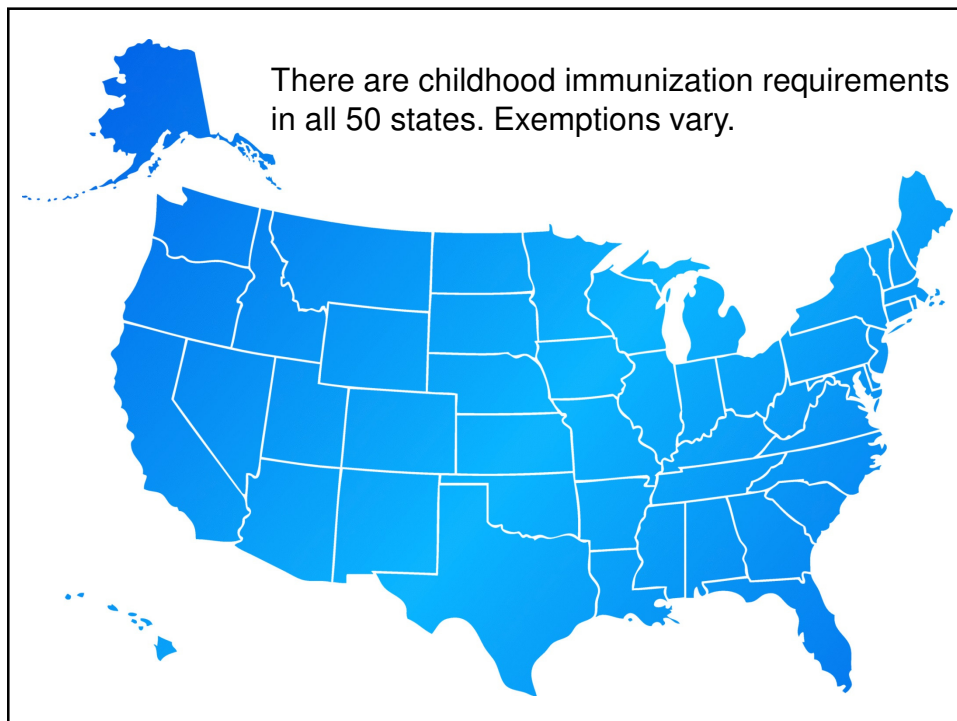 There are childhood immunization requirements
in all 50 states. Exemptions vary.